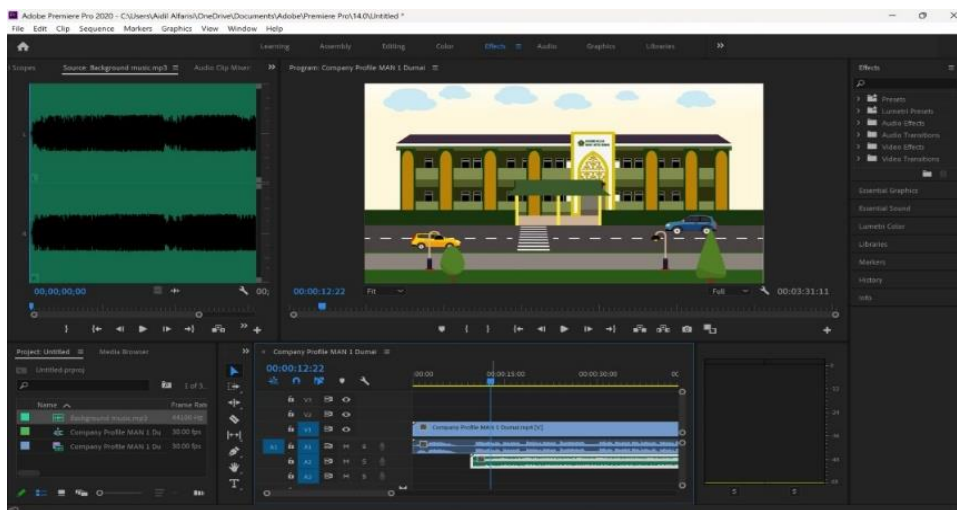 Adobe Premiere Pro 2020 - C:\Users\Aidil Alfarisi\OneDrive\Documents\Adobe\Premiere Pro\14.0\Untitled *
File Edit Clip Sequence Markers Graphics View Window Help
Learning Assembly Editing Color Effects Audio Graphics Libraries
Scopes Source: Background music.mp3 Audio Clip Mixer:
Program: Company Profile MAN 1 Dumai
Effects
Presets
Lumetri Presets
Audio Effects
Audio Transitions
Video Effects
Video Transitions
Essential Graphics
Essential Sound
Lumetri Color
Libraries
Markers
History
Info
00;00;00;00 00;
00:00:12:22 Fit Full 00:03:31:11
Project: Untitled Media Browser
Untitled.prproj
1 of 3
Name Frame Rate
Background music.mp3
Company Profile MAN 1 Du 30.00 fps
Company Profile MAN 1 Du 30.00 fps
Company Profile MAN 1 Dumai
00:00:12:22
:00:00 00:00:15:00 00:00:30:00 00
V3
V2
V1 Company Profile MAN 1 Dumai.mp4 [V]
A1 A1 M S
A2 M S
A3 M S
S S